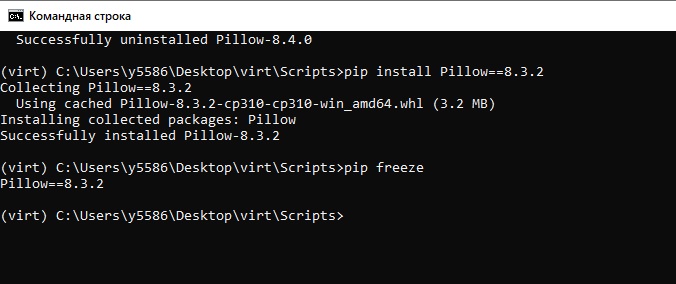 Командная строка
Successfully uninstalled Pillow-8.4.0
(virt) C:\Users\y5586\Desktop\virt\Scripts>pip install Pillow==8.3.2
Collecting Pillow==8.3.2
Using cached Pillow-8.3.2-cp310-cp310-win_amd64.whl (3.2 MB)
Installing collected packages: Pillow
Successfully installed Pillow-8.3.2
(virt) C:\Users\y5586\Desktop\virt\Scripts>pip freeze
Pillow==8.3.2
(virt) C:\Users\y5586\Desktop\virt\Scripts>